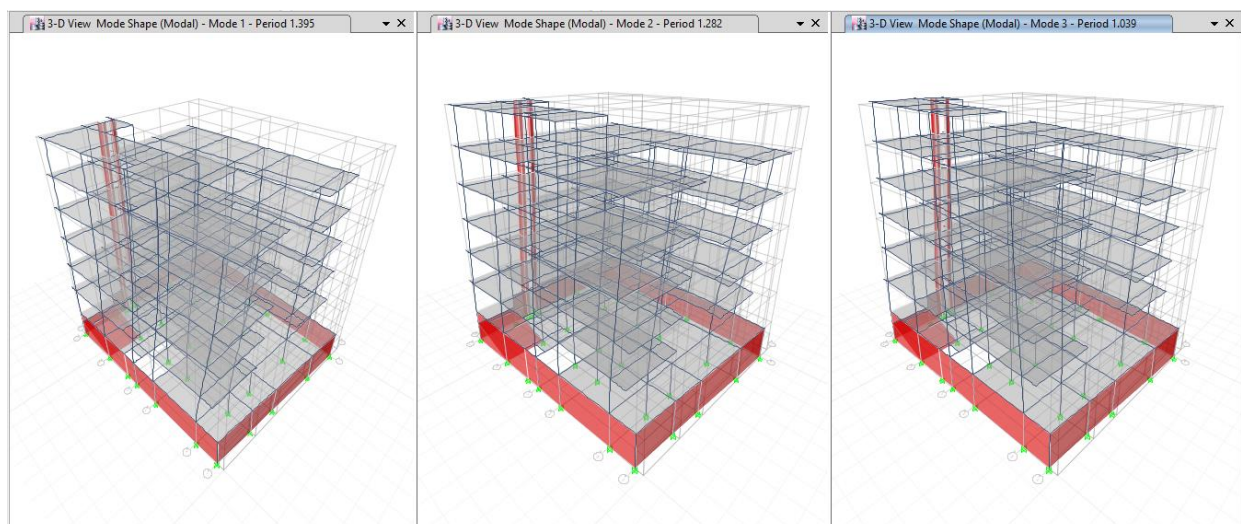 3-D View Mode Shape (Modal) - Mode 1 - Period 1.395
3-D View Mode Shape (Modal) - Mode 2 - Period 1.282
3-D View Mode Shape (Modal) - Mode 3 - Period 1.039